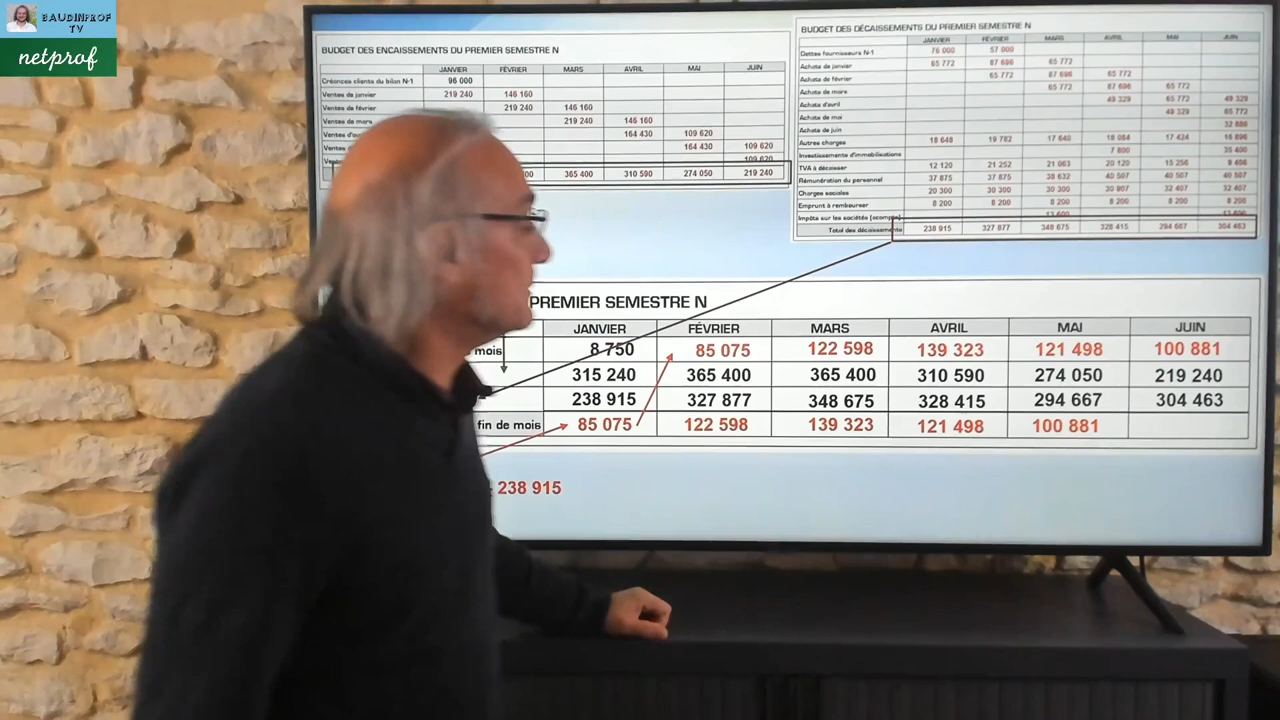 BAUDINPROF
TV
netprof
BUDGET DES ENCAISSEMENTS DU PREMIER SEMESTRE N
JANVIER FÉVRIER MARS AVRIL MAI JUIN
Créances clients du bilan N-1 96 000
Ventes de janvier 219 240 146 160
Ventes de février 219 240 146 160
Ventes de mars 219 240 146 160
Ventes 164 430 109 620
Ventes 164 430 109 620
109 620
365 400 310 590 274 050 219 240
BUDGET DES DÉCAISSEMENTS DU PREMIER SEMESTRE N
JANVIER FÉVRIER MARS AVRIL MAI JUIN
Dettes fournisseurs N-1 76 000 57 000
Achats de janvier 65 772 87 696 65 772
Achats de février 65 772 87 696 65 772
Achats de mars 65 772 87 696 65 772
Achats d'avril 49 329 65 772 49 329
Achats de mai 49 329 65 772
Achats de juin
Autres charges 18 648 19 782 17 640 18 084 17 424
Investissements d'immobilisations 7 800 35 400
TVA à décaisser 12 120 21 252 21 063 20 120 15 256
Rémunération du personnel 37 875 37 875 38 632 40 507 40 507 40 507
Charges sociales 20 300 30 300 30 300 30 907 32 407 32 407
Emprunt à rembourser 8 200 8 200 8 200 8 200 8 200 8 200
Impôts sur les sociétés (acompte)
Total des décaissements 238 915 327 877 348 675 328 415 294 667 304 463
PREMIER SEMESTRE N
JANVIER FÉVRIER MARS AVRIL MAI JUIN
mois 8 750 85 075 122 598 139 323 121 498 100 881
315 240 365 400 365 400 310 590 274 050 219 240
238 915 327 877 348 675 328 415 294 667 304 463
fin de mois 85 075 122 598 139 323 121 498 100 881
238 915